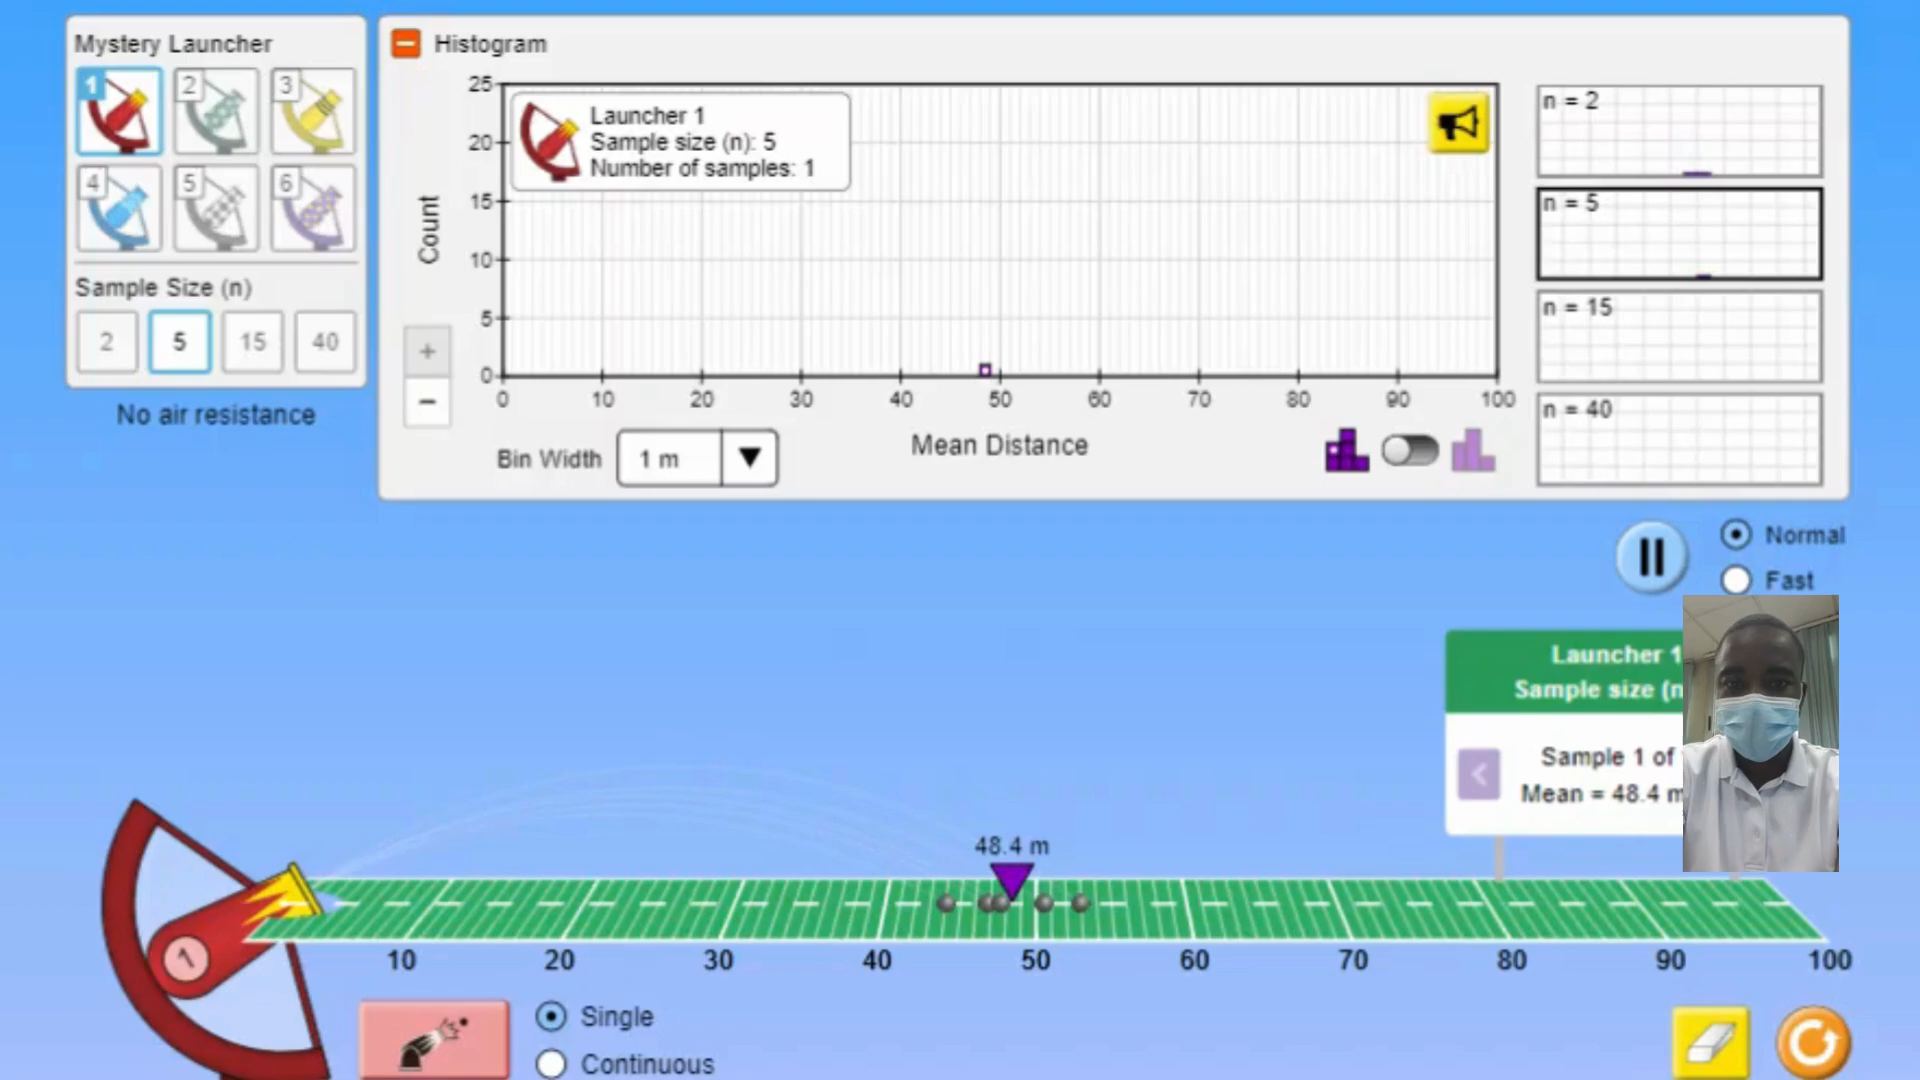 Mystery Launcher
1
2
3
4
5
6
Sample Size (n)
2
5
15
40
No air resistance
Histogram
25
20
15
10
5
0
Count
Launcher 1
Sample size (n): 5
Number of samples: 1
+
−
0
10
20
30
40
50
60
70
80
90
100
Mean Distance
Bin Width
1 m
n = 2
n = 5
n = 15
n = 40
Normal
Fast
Launcher 1
Sample size (n
Sample 1 of
Mean = 48.4 m
48.4 m
1
10
20
30
40
50
60
70
80
90
100
Single
Continuous